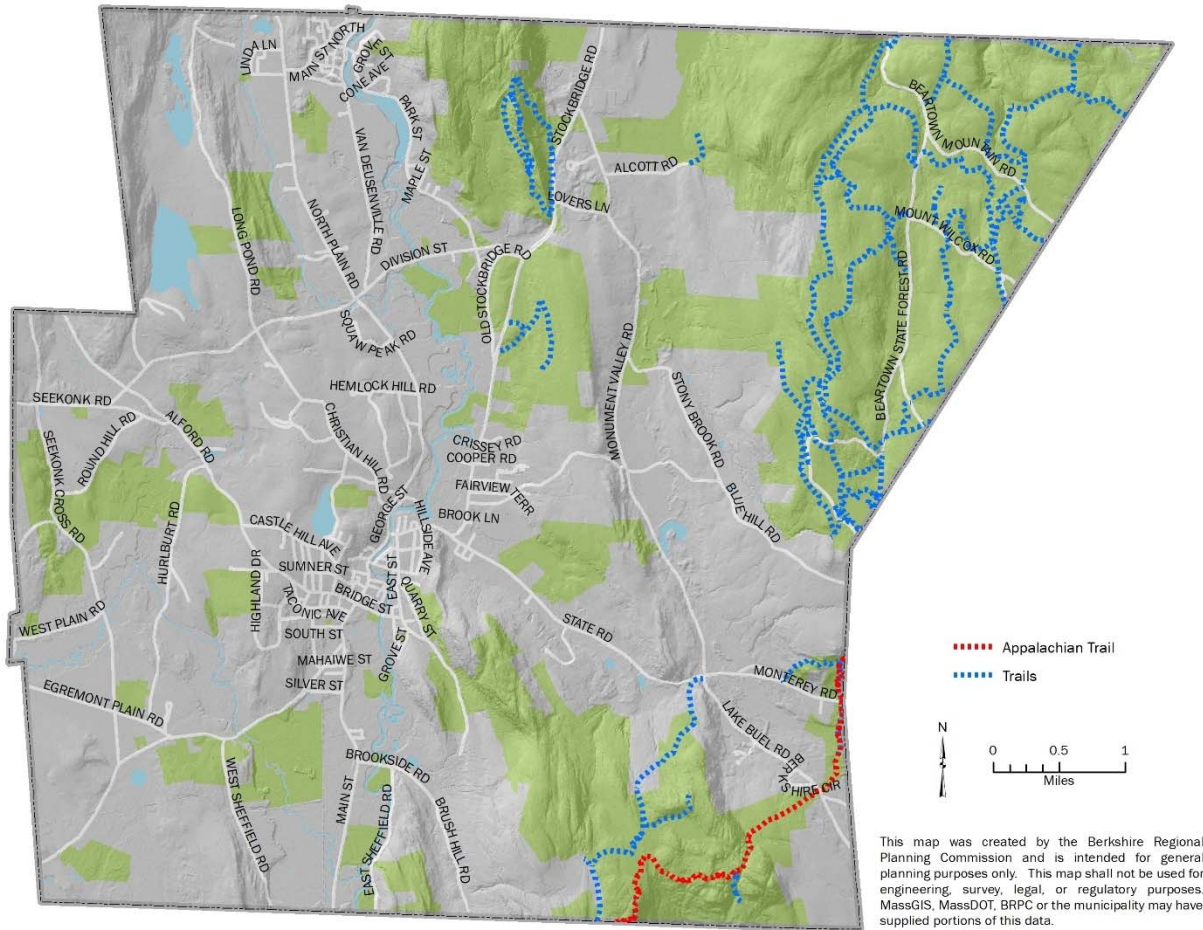 LINDA LN
MAIN ST NORTH
GROVE ST
CONE AVE
PARK ST
STOCKBRIDGE RD
BEARTOWN MOUNTAIN RD
VAN DEUSENVILLE RD
MAPLE ST
ALCOTT RD
LOVERS LN
LONG POND RD
NORTH PLAIN RD
DIVISION ST
OLD STOCKBRIDGE RD
MOUNT WILCOX RD
BEARTOWN STATE FOREST RD
SQUAW PEAK RD
MONUMENT VALLEY RD
HEMLOCK HILL RD
STONY BROOK RD
SEEKONK RD
ROUND HILL RD
ALFORD RD
CHRISTIAN HILL RD
CRISSEY RD
COOPER RD
SEEKONK CROSS RD
FAIRVIEW TERR
BLUE HILL RD
HURLBURT RD
GEORGE ST
HILLSIDE AVE
BROOK LN
CASTLE HILL AVE
HIGHLAND DR
SUMNER ST
EAST ST
QUARRY ST
BRIDGE ST
TACONIC AVE
WEST PLAIN RD
SOUTH ST
GROVE ST
STATE RD
MAHAIWE ST
MONTEREY RD
SILVER ST
EGREMONT PLAIN RD
LAKE BUEL RD
BERKSHIRE CIR
BROOKSIDE RD
WEST SHEFFIELD RD
MAIN ST
EAST SHEFFIELD RD
BRUSH HILL RD
Appalachian Trail
Trails
N
0 0.5 1
Miles
This map was created by the Berkshire Regional
Planning Commission and is intended for general
planning purposes only. This map shall not be used for
engineering, survey, legal, or regulatory purposes.
MassGIS, MassDOT, BRPC or the municipality may have
supplied portions of this data.